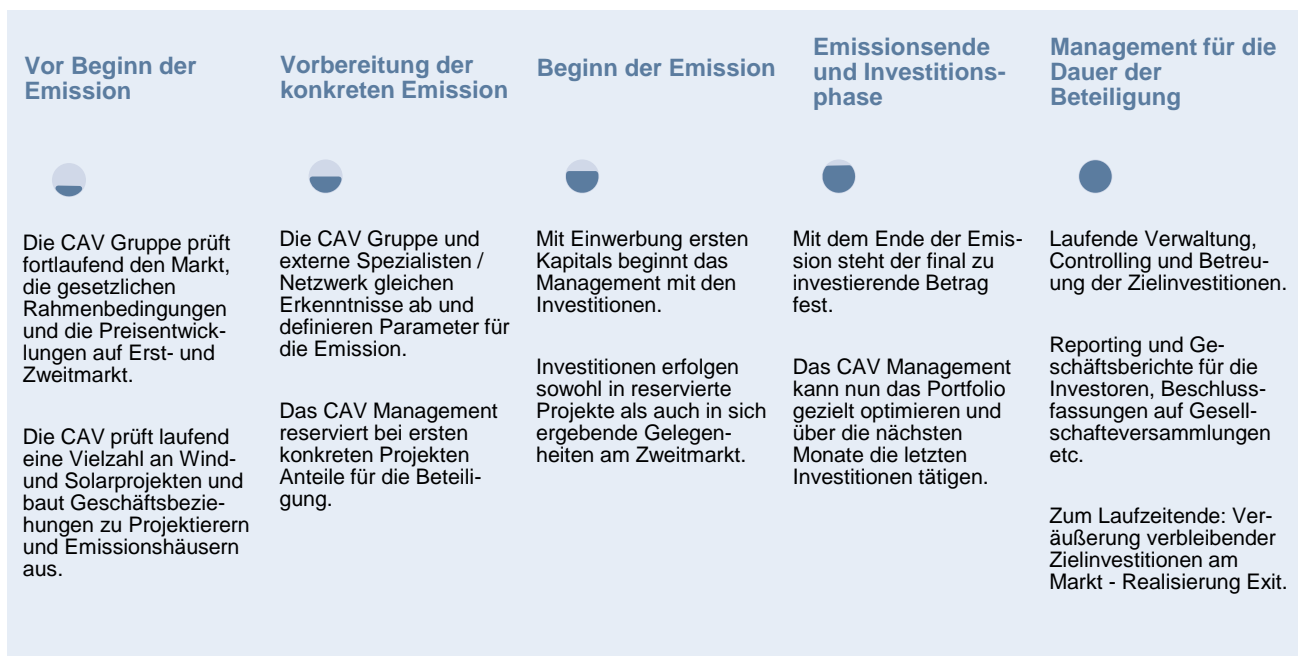 Vor Beginn der
Emission
Die CAV Gruppe prüft
fortlaufend den Markt,
die gesetzlichen
Rahmenbedingungen
und die Preisentwick-
lungen auf Erst- und
Zweitmarkt.
Die CAV prüft laufend
eine Vielzahl an Wind-
und Solarprojekten und
baut Geschäftsbezie-
hungen zu Projektierern
und Emissionshäusern
aus.
Vorbereitung der
konkreten Emission
Die CAV Gruppe und
externe Spezialisten /
Netzwerk gleichen
Erkenntnisse ab und
definieren Parameter für
die Emission.
Das CAV Management
reserviert bei ersten
konkreten Projekten
Anteile für die Beteili-
gung.
Beginn der Emission
Mit Einwerbung ersten
Kapitals beginnt das
Management mit den
Investitionen.
Investitionen erfolgen
sowohl in reservierte
Projekte als auch in sich
ergebende Gelegen-
heiten am Zweitmarkt.
Emissionsende
und Investitions-
phase
Mit dem Ende der Emis-
sion steht der final zu
investierende Betrag
fest.
Das CAV Management
kann nun das Portfolio
gezielt optimieren und
über die nächsten
Monate die letzten
Investitionen tätigen.
Management für die
Dauer der
Beteiligung
Laufende Verwaltung,
Controlling und Betreu-
ung der Zielinvestitionen.
Reporting und Ge-
schäftsberichte für die
Investoren, Beschluss-
fassungen auf Gesell-
schafteversammlungen
etc.
Zum Laufzeitende: Ver-
äußerung verbleibender
Zielinvestitionen am
Markt - Realisierung Exit.